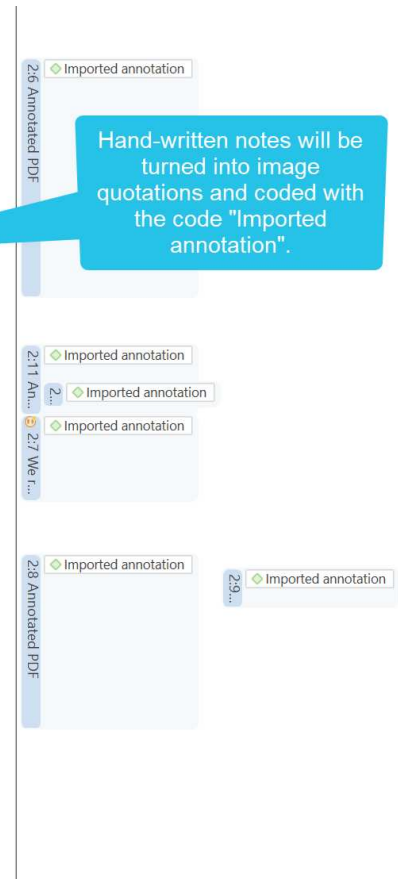 2:6 Annotated PDF
Imported annotation
Hand-written notes will be
turned into image
quotations and coded with
the code "Imported
annotation".
2:11 An...
Imported annotation
2...
Imported annotation
2:7 We r...
Imported annotation
2:8 Annotated PDF
Imported annotation
2:9...
Imported annotation